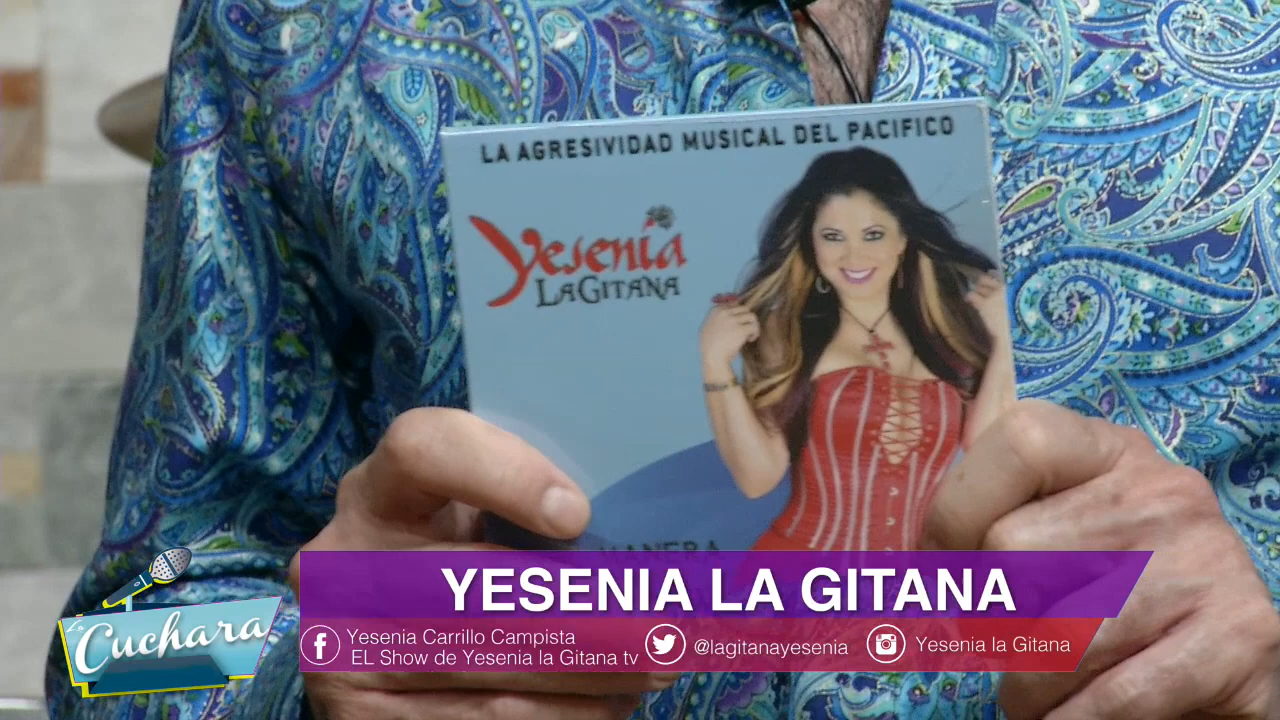 LA AGRESIVIDAD MUSICAL DEL PACIFICO
Yesenia
LAGITANA
YESENIA LA GITANA
La
Cuchara
Yesenia Carrillo Campista
EL Show de Yesenia la Gitana tv
@lagitanayesenia
Yesenia la Gitana